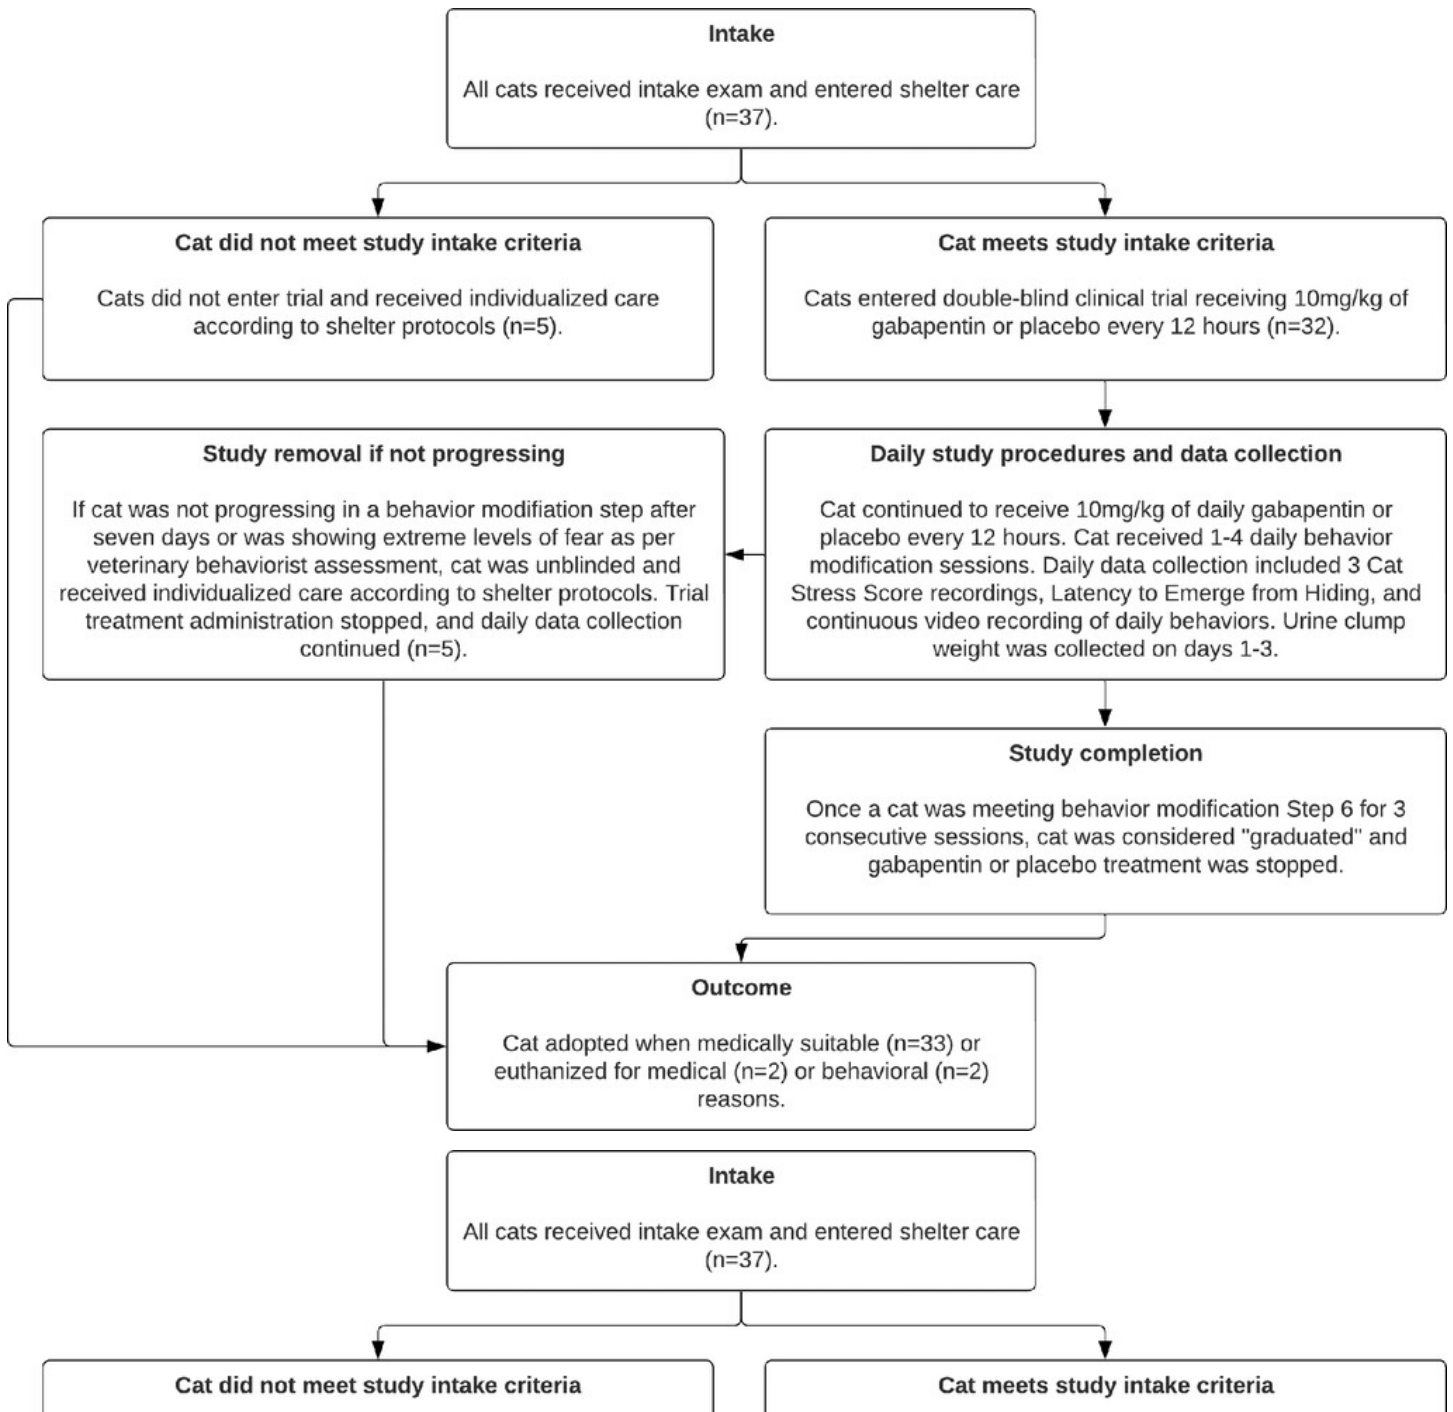 Intake
All cats received intake exam and entered shelter care
(n=37).
Cat did not meet study intake criteria
Cats did not enter trial and received individualized care
according to shelter protocols (n=5).
Cat meets study intake criteria
Cats entered double-blind clinical trial receiving 10mg/kg of
gabapentin or placebo every 12 hours (n=32).
Study removal if not progressing
If cat was not progressing in a behavior modifiation step after
seven days or was showing extreme levels of fear as per
veterinary behaviorist assessment, cat was unblinded and
received individualized care according to shelter protocols. Trial
treatment administration stopped, and daily data collection
continued (n=5).
Daily study procedures and data collection
Cat continued to receive 10mg/kg of daily gabapentin or
placebo every 12 hours. Cat received 1-4 daily behavior
modification sessions. Daily data collection included 3 Cat
Stress Score recordings, Latency to Emerge from Hiding, and
continuous video recording of daily behaviors. Urine clump
weight was collected on days 1-3.
Study completion
Once a cat was meeting behavior modification Step 6 for 3
consecutive sessions, cat was considered "graduated" and
gabapentin or placebo treatment was stopped.
Outcome
Cat adopted when medically suitable (n=33) or
euthanized for medical (n=2) or behavioral (n=2)
reasons.
Intake
All cats received intake exam and entered shelter care
(n=37).
Cat did not meet study intake criteria
Cat meets study intake criteria